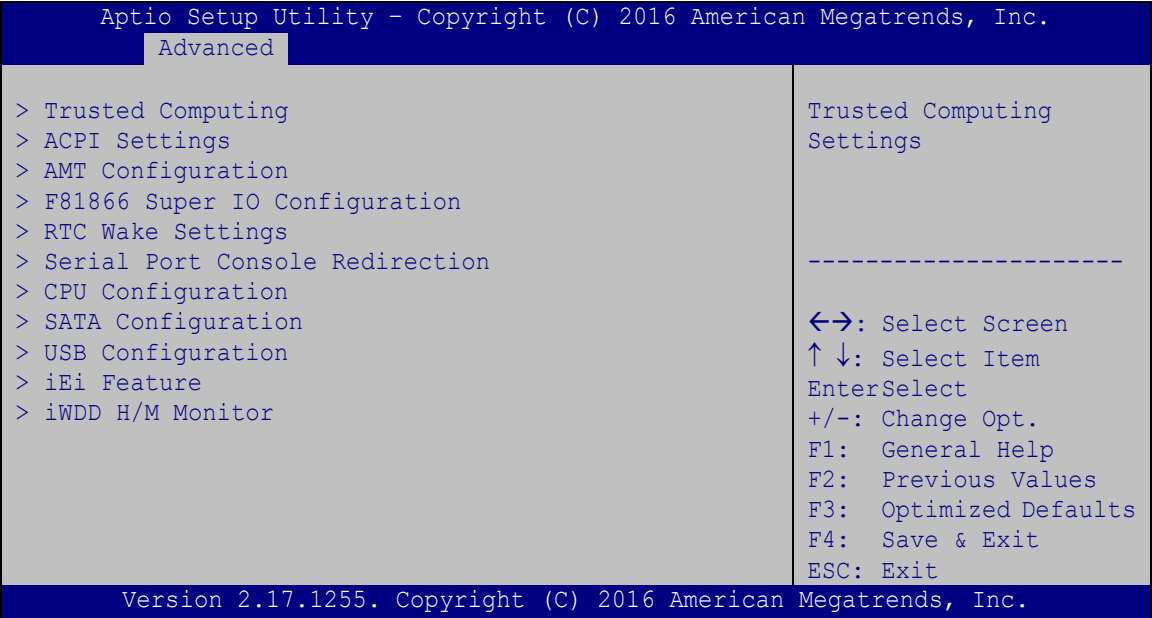 Aptio Setup Utility – Copyright (C) 2016 American Megatrends, Inc.
Advanced
> Trusted Computing
> ACPI Settings
> AMT Configuration
> F81866 Super IO Configuration
> RTC Wake Settings
> Serial Port Console Redirection
> CPU Configuration
> SATA Configuration
> USB Configuration
> iEi Feature
> iWDD H/M Monitor
Trusted Computing
Settings
----------------------
←→: Select Screen
↑ ↓: Select Item
EnterSelect
+/-: Change Opt.
F1: General Help
F2: Previous Values
F3: Optimized Defaults
F4: Save & Exit
ESC: Exit
Version 2.17.1255. Copyright (C) 2016 American Megatrends, Inc.